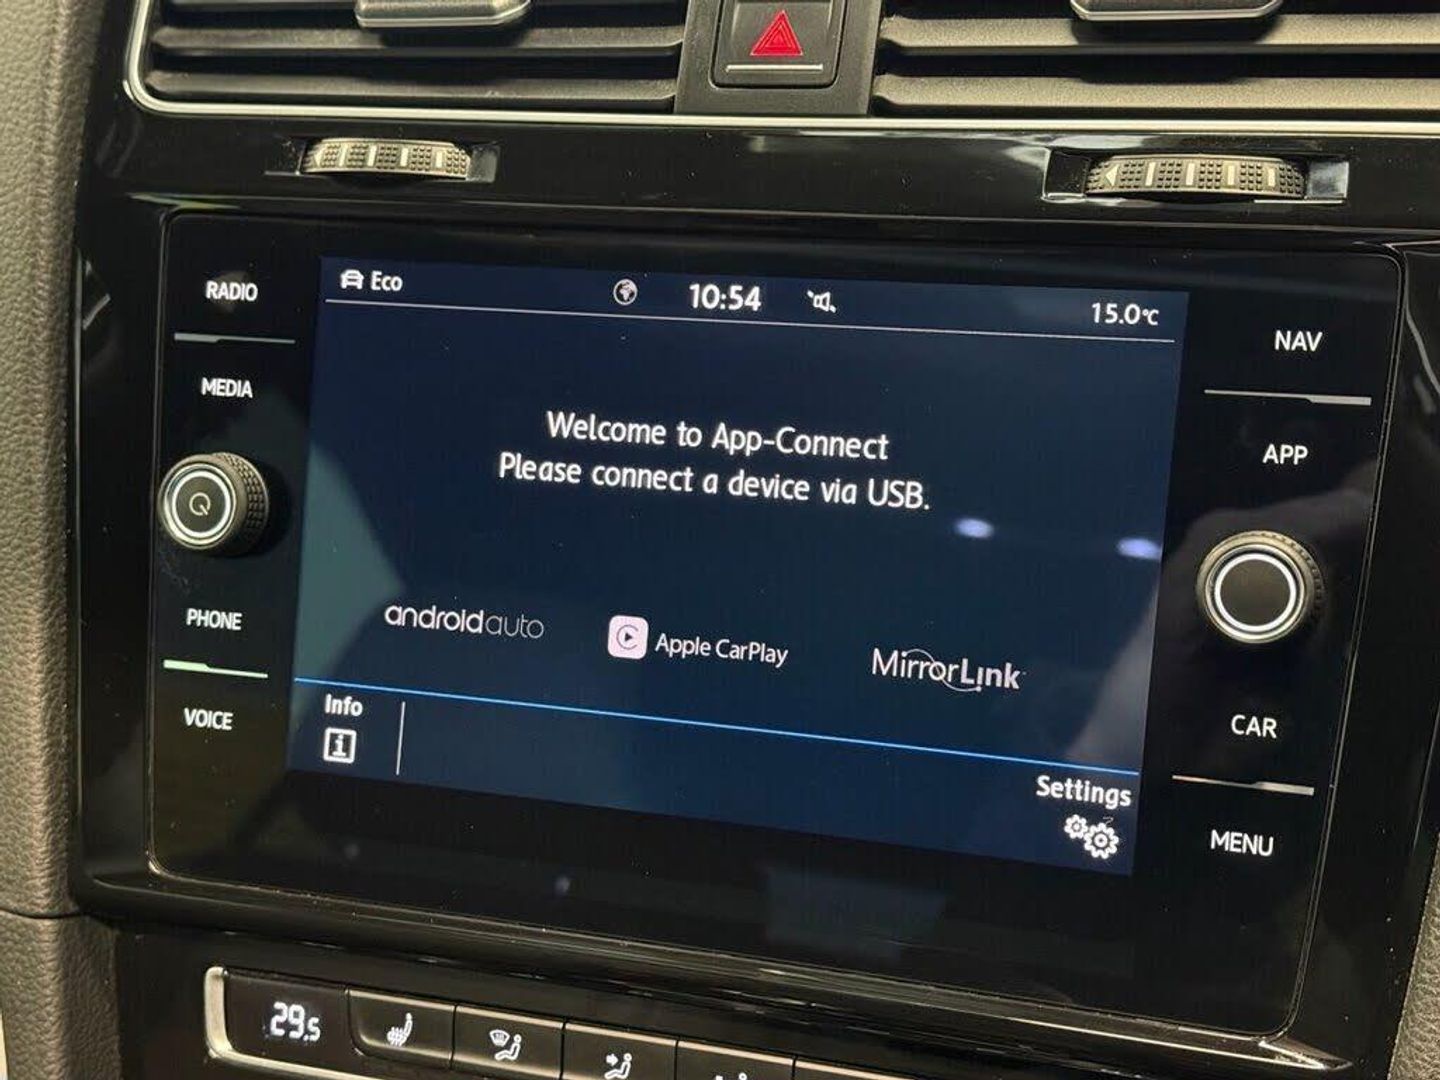 RADIO
MEDIA
PHONE
VOICE
Eco
10:54
15.0°C
Welcome to App-Connect
Please connect a device via USB.
androidauto
Apple CarPlay
MirrorLink
Info
i
Settings
NAV
APP
CAR
MENU
29.5